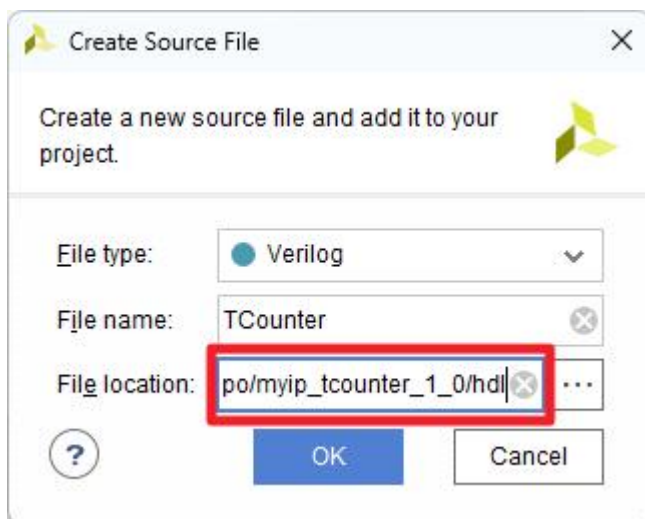 Create Source File
Create a new source file and add it to your
project.
File type: Verilog
File name: TCounter
File location: po/myip_tcounter_1_0/hdl ...
? OK Cancel